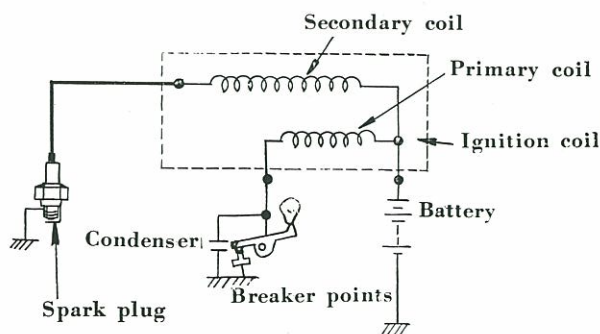 Secondary coil
Primary coil
Ignition coil
Battery
Condenser
Breaker points
Spark plug